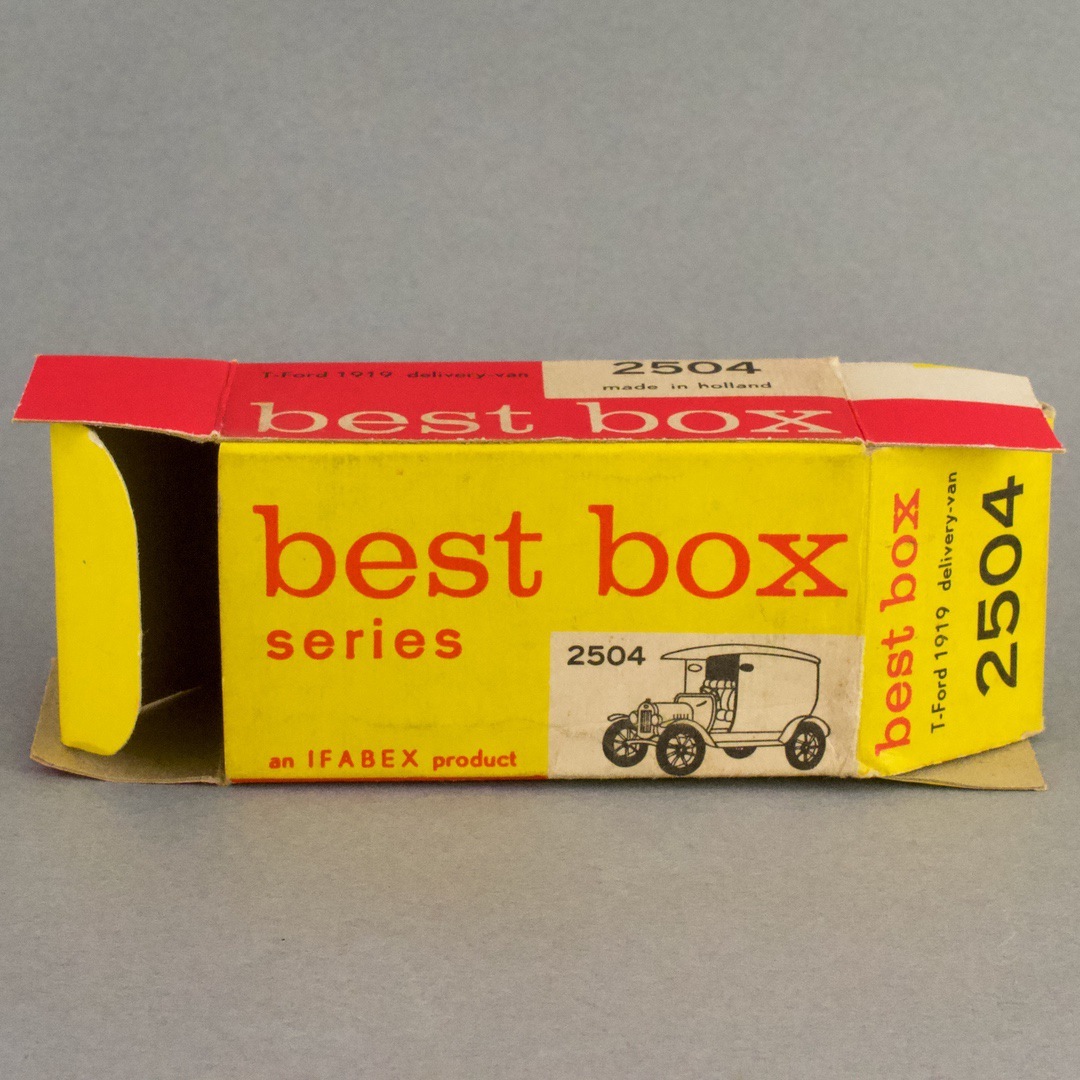 T-Ford 1919 delivery-van
2504
made in holland
best box
best box
series
2504
an IFABEX product
best box
T-Ford 1919 delivery-van
2504